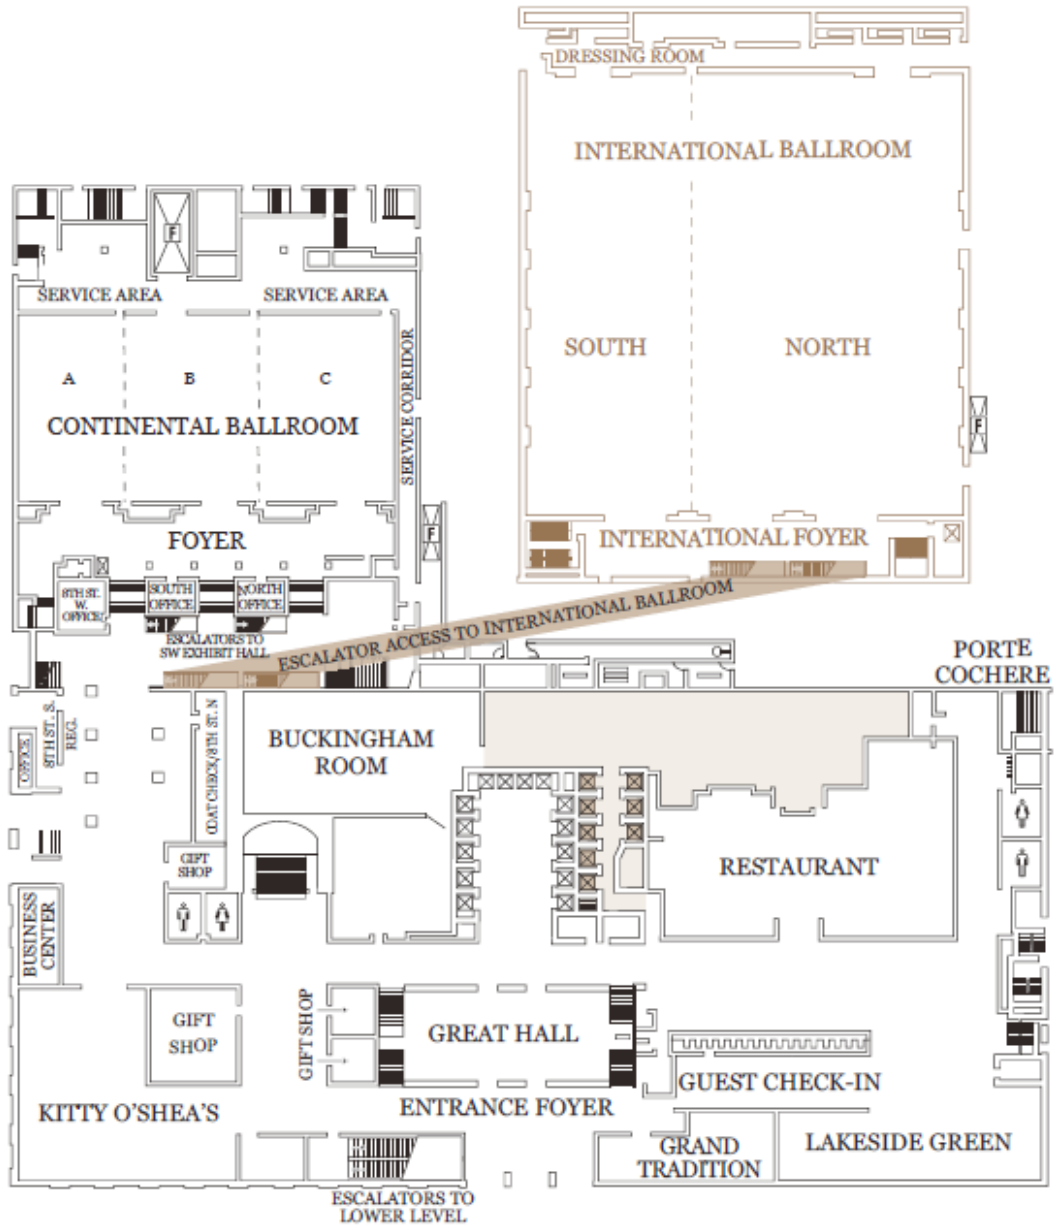 DRESSING ROOM
INTERNATIONAL BALLROOM
SOUTH
NORTH
F
INTERNATIONAL FOYER
F
SERVICE AREA
SERVICE AREA
A
B
C
CONTINENTAL BALLROOM
SERVICE CORRIDOR
F
FOYER
8TH ST.
W.
OFFICE
SOUTH
OFFICE
NORTH
OFFICE
ESCALATORS TO
SW EXHIBIT HALL
ESCALATOR ACCESS TO INTERNATIONAL BALLROOM
PORTE
COCHERE
OFFICE
8TH ST. S.
REG.
COAT CHECK/8TH ST. N
BUCKINGHAM
ROOM
GIFT
SHOP
RESTAURANT
BUSINESS
CENTER
GIFT
SHOP
GIFT SHOP
GREAT HALL
GUEST CHECK-IN
KITTY O'SHEA'S
ENTRANCE FOYER
GRAND
TRADITION
LAKESIDE GREEN
ESCALATORS TO
LOWER LEVEL